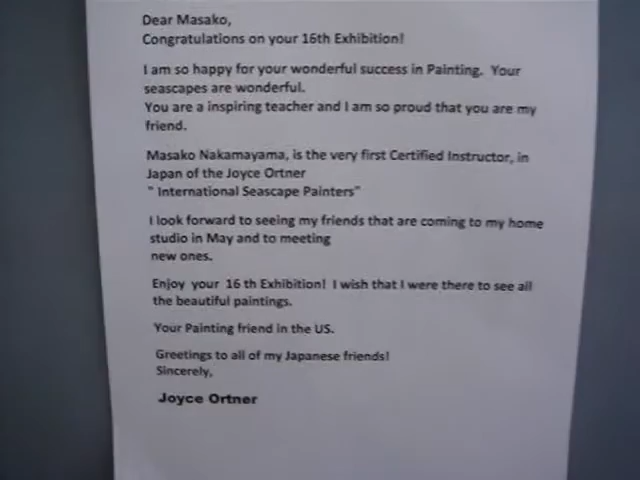 Dear Masako,
Congratulations on your 16th Exhibition!
I am so happy for your wonderful success in Painting.  Your
seascapes are wonderful.
You are a inspiring teacher and I am so proud that you are my
friend.
Masako Nakamayama, is the very first Certified Instructor, in
Japan of the Joyce Ortner
" International Seascape Painters"
I look forward to seeing my friends that are coming to my home
studio in May and to meeting
new ones.
Enjoy your 16 th Exhibition!  I wish that I were there to see all
the beautiful paintings.
Your Painting friend in the US.
Greetings to all of my Japanese friends!
Sincerely,
Joyce Ortner